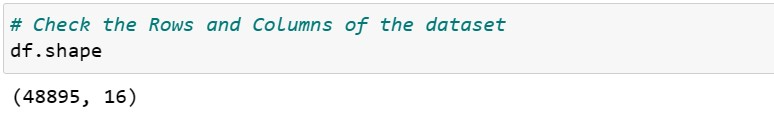 # Check the Rows and Columns of the dataset
df.shape
(48895, 16)